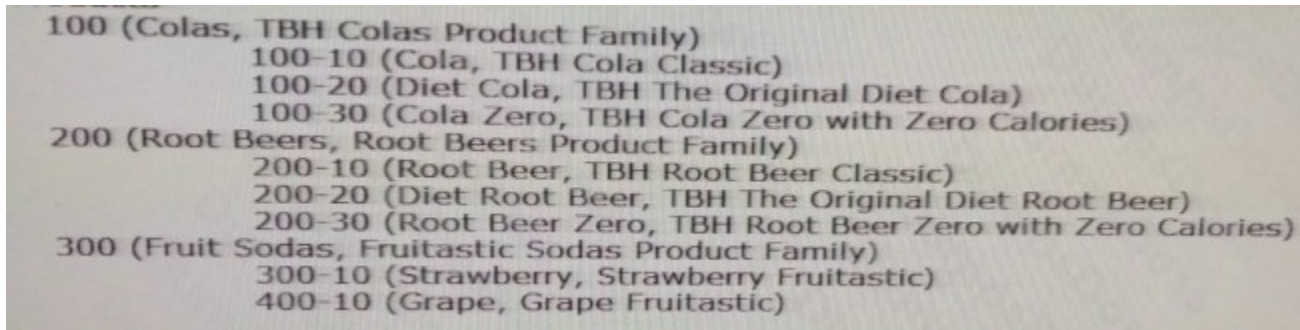 100 (Colas, TBH Colas Product Family)
100-10 (Cola, TBH Cola Classic)
100-20 (Diet Cola, TBH The Original Diet Cola)
100-30 (Cola Zero, TBH Cola Zero with Zero Calories)
200 (Root Beers, Root Beers Product Family)
200-10 (Root Beer, TBH Root Beer Classic)
200-20 (Diet Root Beer, TBH The Original Diet Root Beer)
200-30 (Root Beer Zero, TBH Root Beer Zero with Zero Calories)
300 (Fruit Sodas, Fruitastic Sodas Product Family)
300-10 (Strawberry, Strawberry Fruitastic)
400-10 (Grape, Grape Fruitastic)